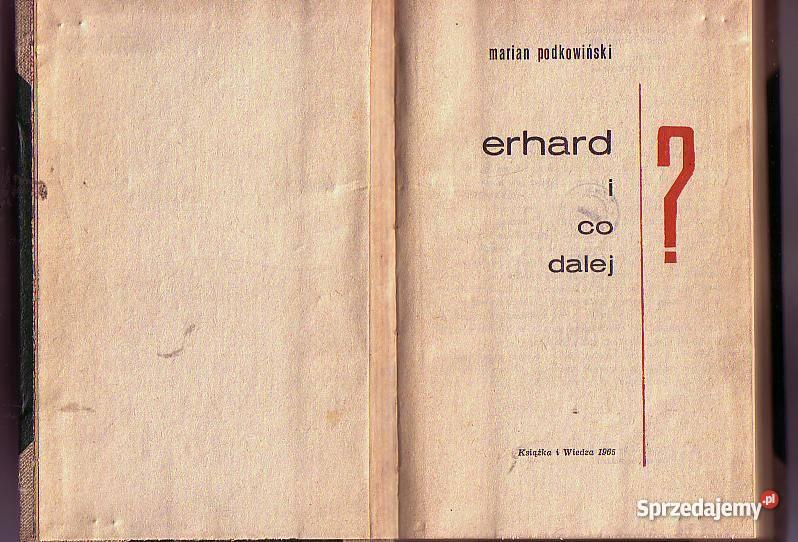 marian podkowiński
erhard
i
co
dalej
?
Książka i Wiedza 1965
Sprzedajemy.pl